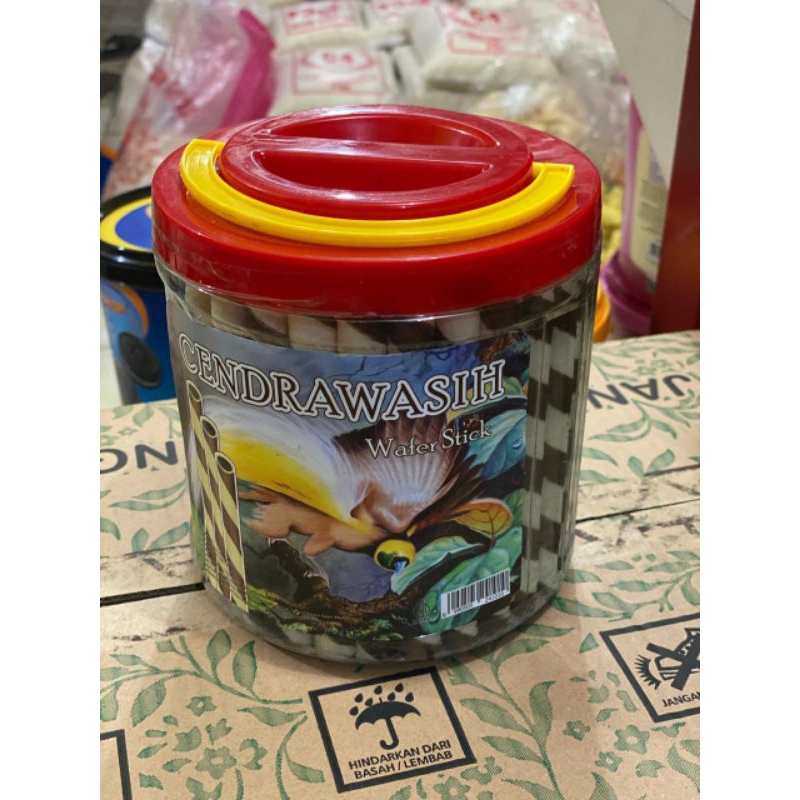 CENDRAWASIH
Wafer Stick
HINDARKAN DARI
BASAH / LEMBAB
JANGAN